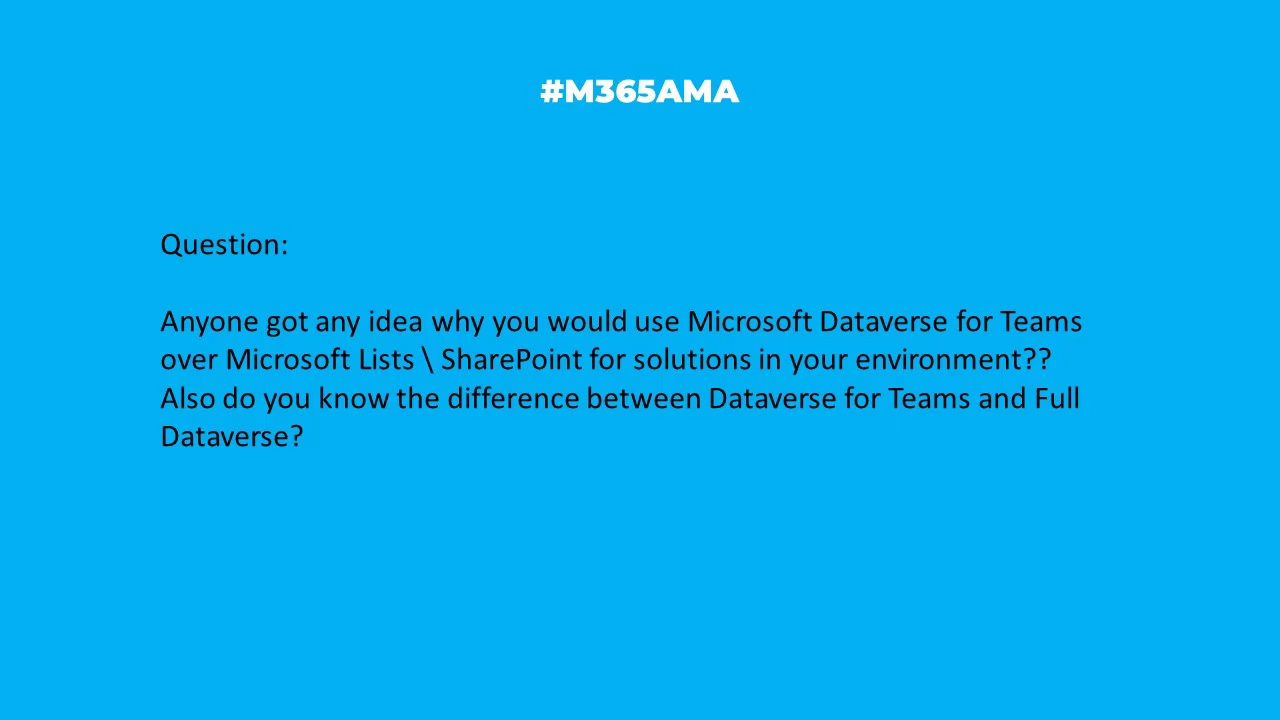 #M365AMA
Question:
Anyone got any idea why you would use Microsoft Dataverse for Teams
over Microsoft Lists \ SharePoint for solutions in your environment??
Also do you know the difference between Dataverse for Teams and Full
Dataverse?